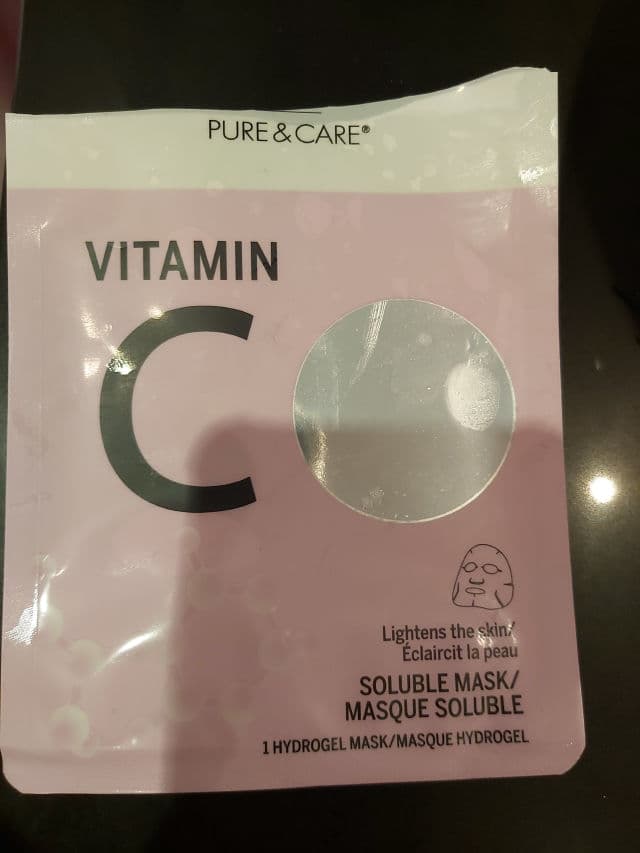 PURE & CARE®
VITAMIN
C
Lightens the skin/
Éclaircit la peau
SOLUBLE MASK/
MASQUE SOLUBLE
1 HYDROGEL MASK/MASQUE HYDROGEL